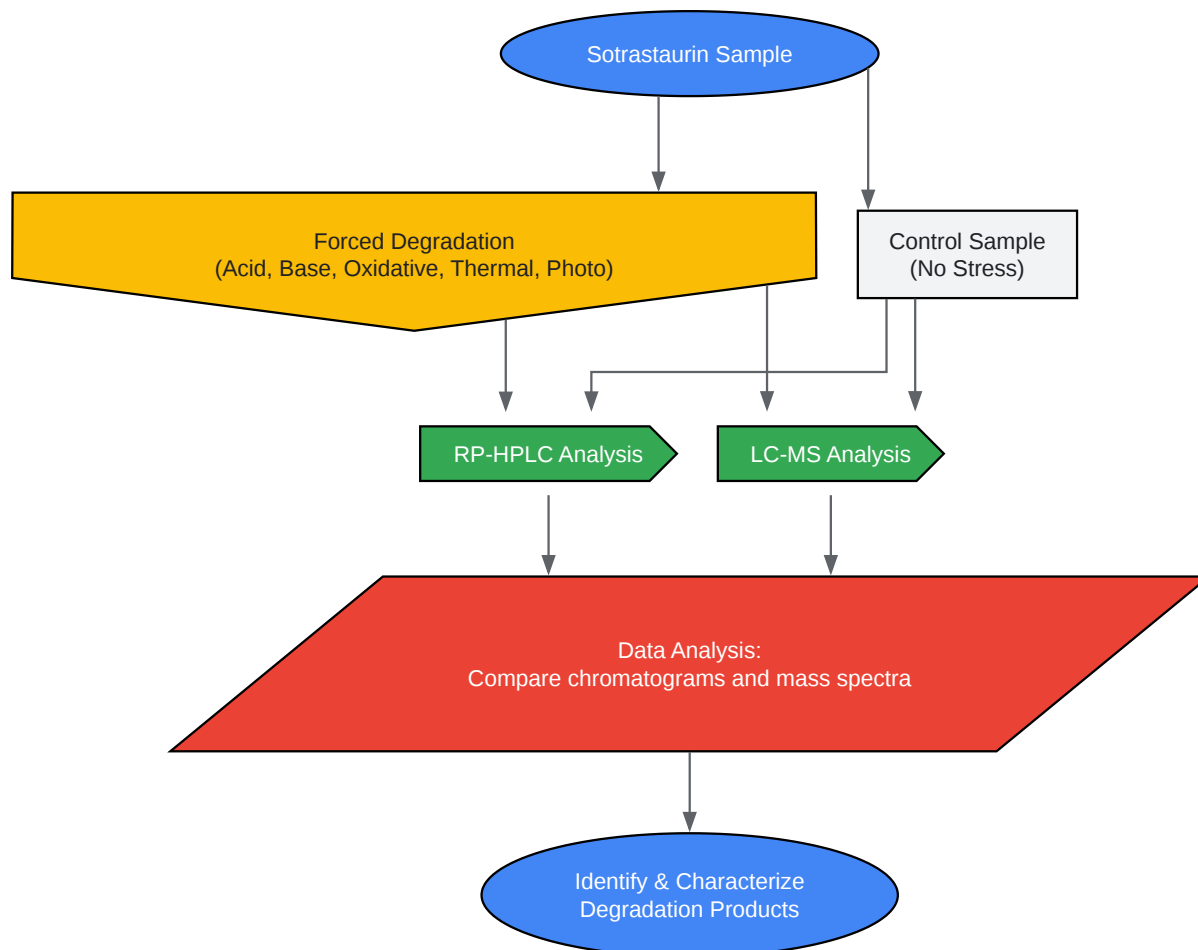 Sotrastaurin Sample
Forced Degradation
(Acid, Base, Oxidative, Thermal, Photo)
Control Sample
(No Stress)
RP-HPLC Analysis
LC-MS Analysis
Data Analysis:
Compare chromatograms and mass spectra
Identify & Characterize
Degradation Products